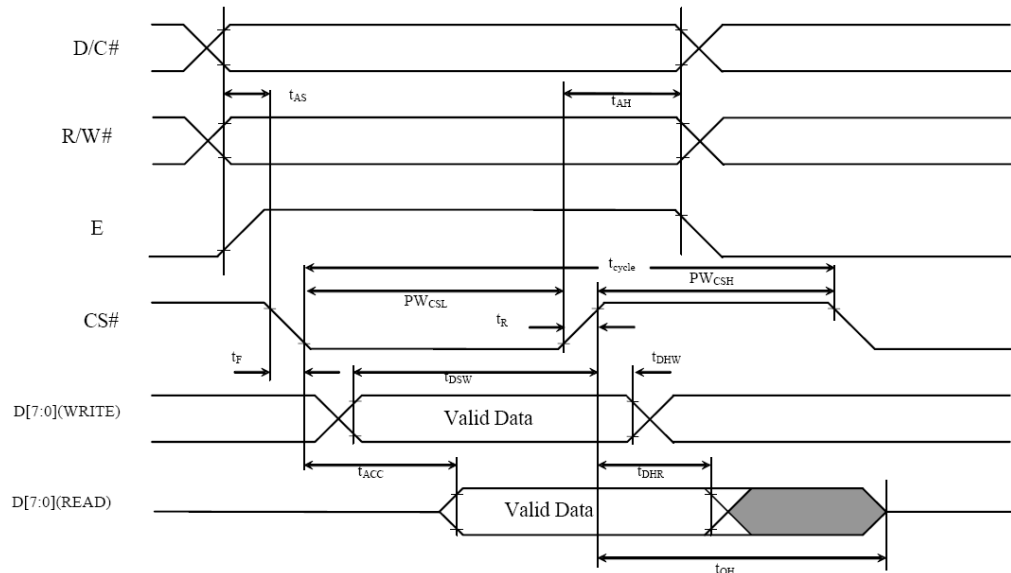 D/C#
tAS
tAH
R/W#
E
tcycle
PWCSL
PWCSH
CS#
tR
tF
tDSW
tDHW
D[7:0](WRITE)
Valid Data
tACC
tDHR
D[7:0](READ)
Valid Data
tOH